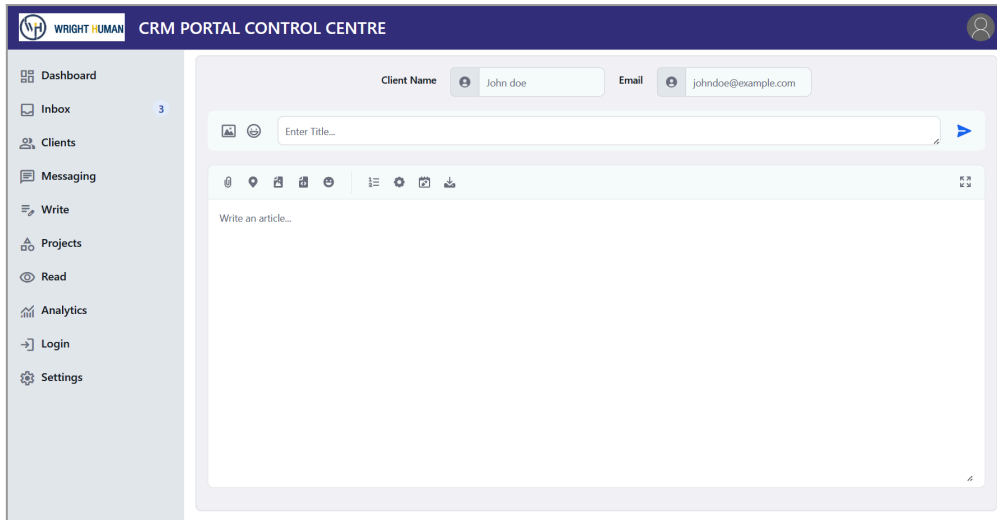 WRIGHT HUMAN CRM PORTAL CONTROL CENTRE
Dashboard
Inbox 3
Clients
Messaging
Write
Projects
Read
Analytics
Login
Settings
Client Name John doe Email johndoe@example.com
Enter Title...
Write an article...